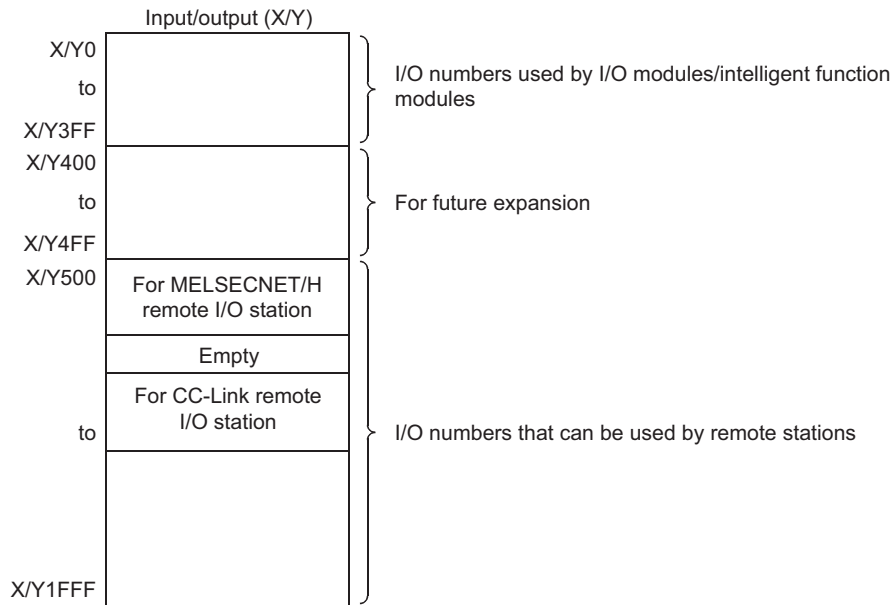 Input/output (X/Y)
X/Y0
to
X/Y3FF
I/O numbers used by I/O modules/intelligent function
modules
X/Y400
to
X/Y4FF
For future expansion
X/Y500
For MELSECNET/H
remote I/O station
Empty
For CC-Link remote
I/O station
to
I/O numbers that can be used by remote stations
X/Y1FFF